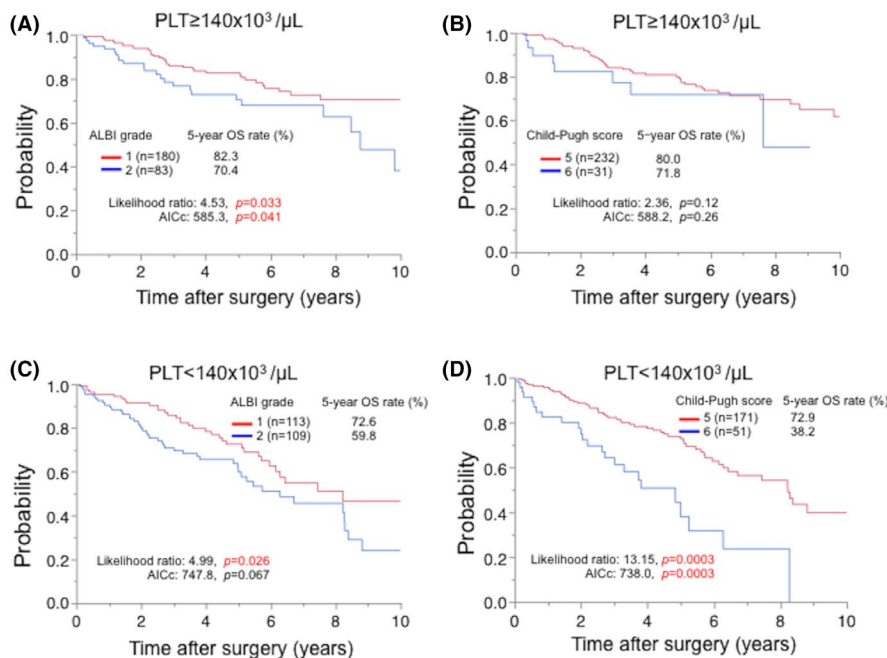 (A)
PLT≥140x10³/μL
Probability
1.0
0.8
0.6
0.4
0.2
0.0
ALBI grade 5-year OS rate (%)
1 (n=180) 82.3
2 (n=83) 70.4
Likelihood ratio: 4.53, p=0.033
AICc: 585.3, p=0.041
0 2 4 6 8 10
Time after surgery (years)
(B)
PLT≥140x10³/μL
Probability
1.0
0.8
0.6
0.4
0.2
0.0
Child-Pugh score 5-year OS rate (%)
5 (n=232) 80.0
6 (n=31) 71.8
Likelihood ratio: 2.36, p=0.12
AICc: 588.2, p=0.26
0 2 4 6 8 10
Time after surgery (years)
(C)
PLT<140x10³/μL
Probability
1.0
0.8
0.6
0.4
0.2
0.0
ALBI grade 5-year OS rate (%)
1 (n=113) 72.6
2 (n=109) 59.8
Likelihood ratio: 4.99, p=0.026
AICc: 747.8, p=0.067
0 2 4 6 8 10
Time after surgery (years)
(D)
PLT<140x10³/μL
Probability
1.0
0.8
0.6
0.4
0.2
0.0
Child-Pugh score 5-year OS rate (%)
5 (n=171) 72.9
6 (n=51) 38.2
Likelihood ratio: 13.15, p=0.0003
AICc: 738.0, p=0.0003
0 2 4 6 8 10
Time after surgery (years)